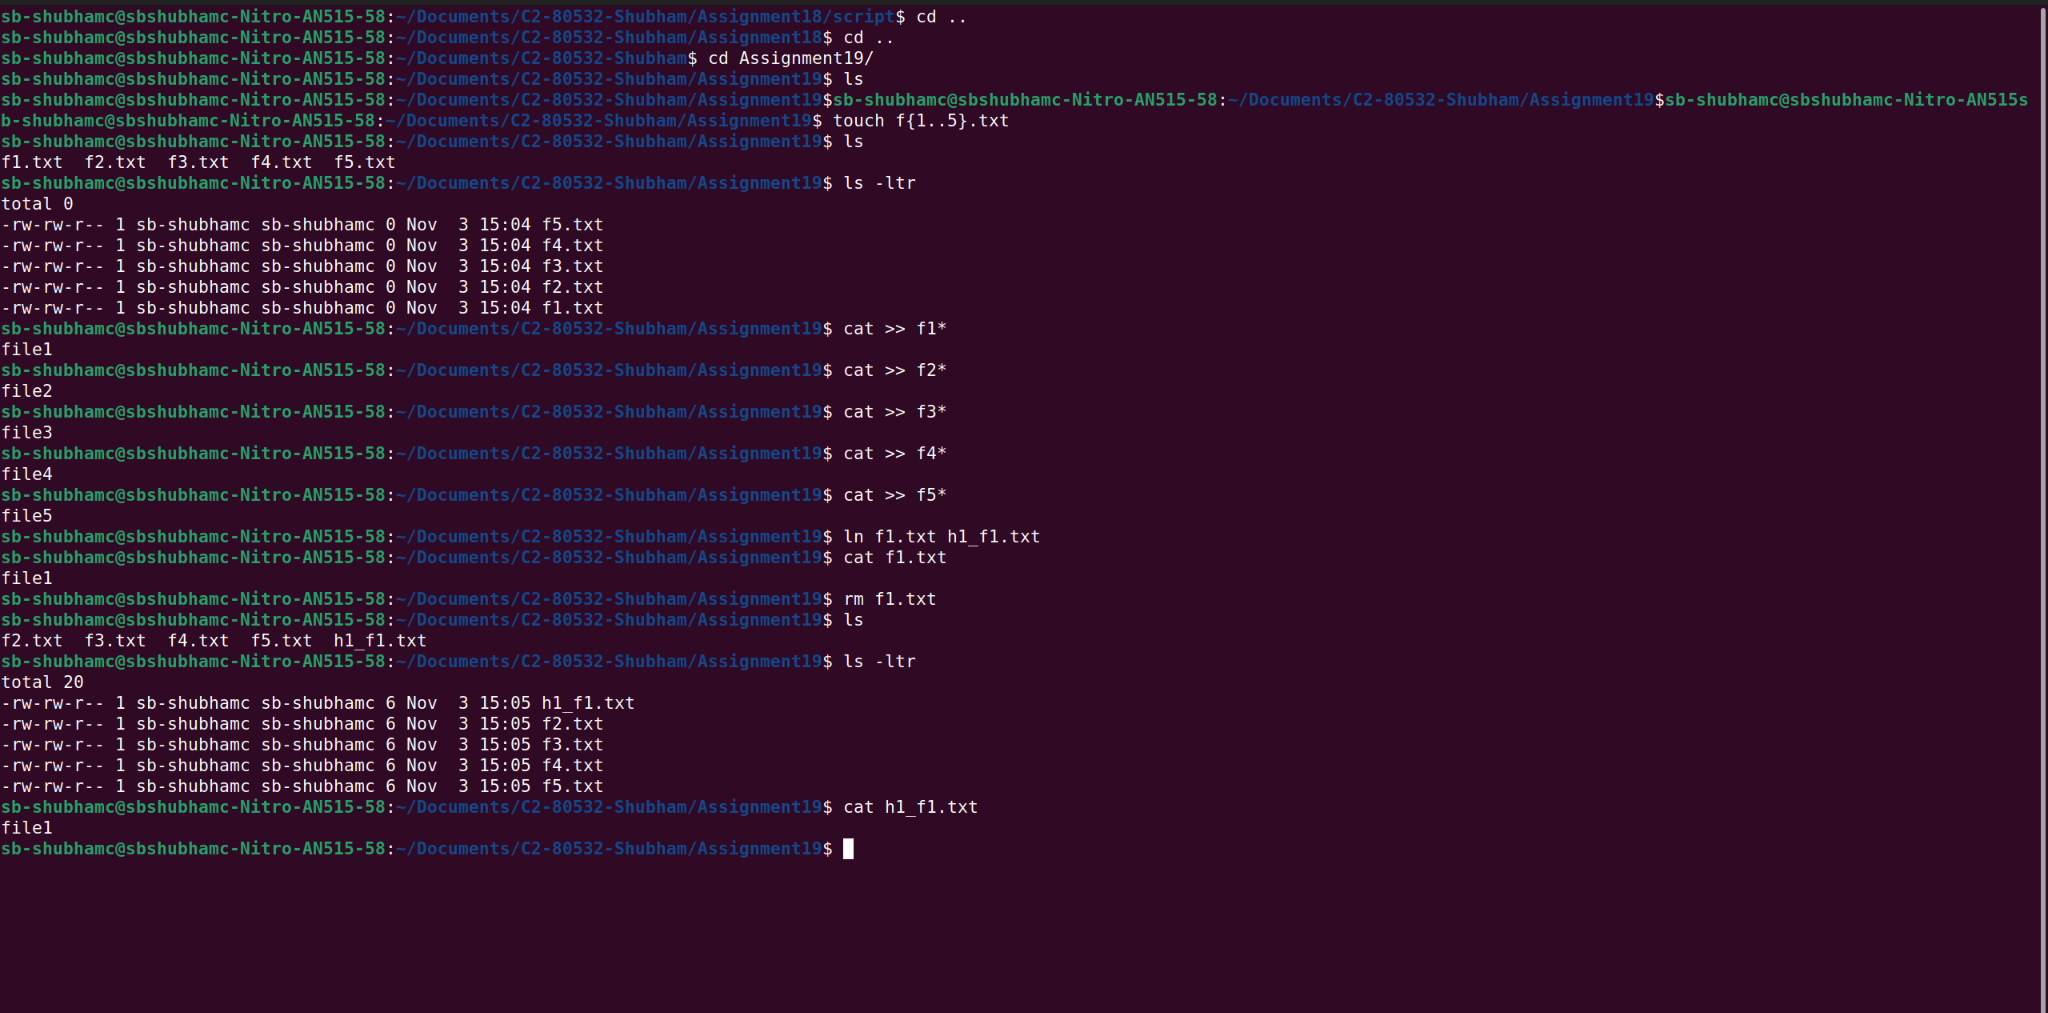 sb-shubhamc@sbshubhamc-Nitro-AN515-58:~/Documents/C2-80532-Shubham/Assignment18/script$ cd ..
sb-shubhamc@sbshubhamc-Nitro-AN515-58:~/Documents/C2-80532-Shubham/Assignment18$ cd ..
sb-shubhamc@sbshubhamc-Nitro-AN515-58:~/Documents/C2-80532-Shubham$ cd Assignment19/
sb-shubhamc@sbshubhamc-Nitro-AN515-58:~/Documents/C2-80532-Shubham/Assignment19$ ls
sb-shubhamc@sbshubhamc-Nitro-AN515-58:~/Documents/C2-80532-Shubham/Assignment19$sb-shubhamc@sbshubhamc-Nitro-AN515-58:~/Documents/C2-80532-Shubham/Assignment19$sb-shubhamc@sbshubhamc-Nitro-AN515s
b-shubhamc@sbshubhamc-Nitro-AN515-58:~/Documents/C2-80532-Shubham/Assignment19$ touch f{1..5}.txt
sb-shubhamc@sbshubhamc-Nitro-AN515-58:~/Documents/C2-80532-Shubham/Assignment19$ ls
f1.txt  f2.txt  f3.txt  f4.txt  f5.txt
sb-shubhamc@sbshubhamc-Nitro-AN515-58:~/Documents/C2-80532-Shubham/Assignment19$ ls -ltr
total 0
-rw-rw-r-- 1 sb-shubhamc sb-shubhamc 0 Nov  3 15:04 f5.txt
-rw-rw-r-- 1 sb-shubhamc sb-shubhamc 0 Nov  3 15:04 f4.txt
-rw-rw-r-- 1 sb-shubhamc sb-shubhamc 0 Nov  3 15:04 f3.txt
-rw-rw-r-- 1 sb-shubhamc sb-shubhamc 0 Nov  3 15:04 f2.txt
-rw-rw-r-- 1 sb-shubhamc sb-shubhamc 0 Nov  3 15:04 f1.txt
sb-shubhamc@sbshubhamc-Nitro-AN515-58:~/Documents/C2-80532-Shubham/Assignment19$ cat >> f1*
file1
sb-shubhamc@sbshubhamc-Nitro-AN515-58:~/Documents/C2-80532-Shubham/Assignment19$ cat >> f2*
file2
sb-shubhamc@sbshubhamc-Nitro-AN515-58:~/Documents/C2-80532-Shubham/Assignment19$ cat >> f3*
file3
sb-shubhamc@sbshubhamc-Nitro-AN515-58:~/Documents/C2-80532-Shubham/Assignment19$ cat >> f4*
file4
sb-shubhamc@sbshubhamc-Nitro-AN515-58:~/Documents/C2-80532-Shubham/Assignment19$ cat >> f5*
file5
sb-shubhamc@sbshubhamc-Nitro-AN515-58:~/Documents/C2-80532-Shubham/Assignment19$ ln f1.txt h1_f1.txt
sb-shubhamc@sbshubhamc-Nitro-AN515-58:~/Documents/C2-80532-Shubham/Assignment19$ cat f1.txt
file1
sb-shubhamc@sbshubhamc-Nitro-AN515-58:~/Documents/C2-80532-Shubham/Assignment19$ rm f1.txt
sb-shubhamc@sbshubhamc-Nitro-AN515-58:~/Documents/C2-80532-Shubham/Assignment19$ ls
f2.txt  f3.txt  f4.txt  f5.txt  h1_f1.txt
sb-shubhamc@sbshubhamc-Nitro-AN515-58:~/Documents/C2-80532-Shubham/Assignment19$ ls -ltr
total 20
-rw-rw-r-- 1 sb-shubhamc sb-shubhamc 6 Nov  3 15:05 h1_f1.txt
-rw-rw-r-- 1 sb-shubhamc sb-shubhamc 6 Nov  3 15:05 f2.txt
-rw-rw-r-- 1 sb-shubhamc sb-shubhamc 6 Nov  3 15:05 f3.txt
-rw-rw-r-- 1 sb-shubhamc sb-shubhamc 6 Nov  3 15:05 f4.txt
-rw-rw-r-- 1 sb-shubhamc sb-shubhamc 6 Nov  3 15:05 f5.txt
sb-shubhamc@sbshubhamc-Nitro-AN515-58:~/Documents/C2-80532-Shubham/Assignment19$ cat h1_f1.txt
file1
sb-shubhamc@sbshubhamc-Nitro-AN515-58:~/Documents/C2-80532-Shubham/Assignment19$